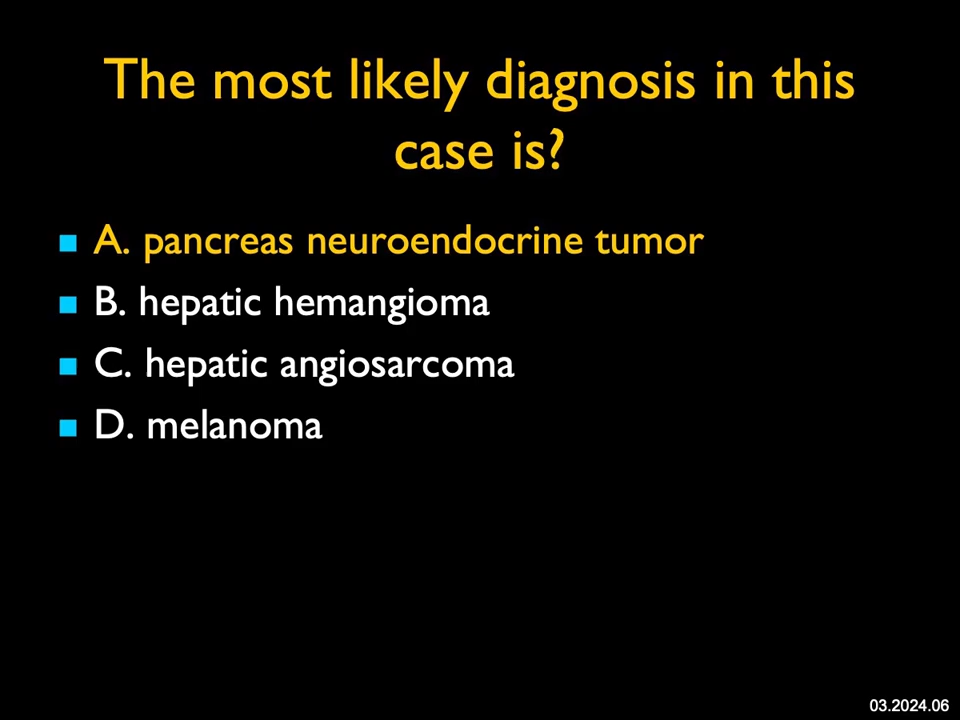 The most likely diagnosis in this
case is?
A. pancreas neuroendocrine tumor
B. hepatic hemangioma
C. hepatic angiosarcoma
D. melanoma
03.2024.06